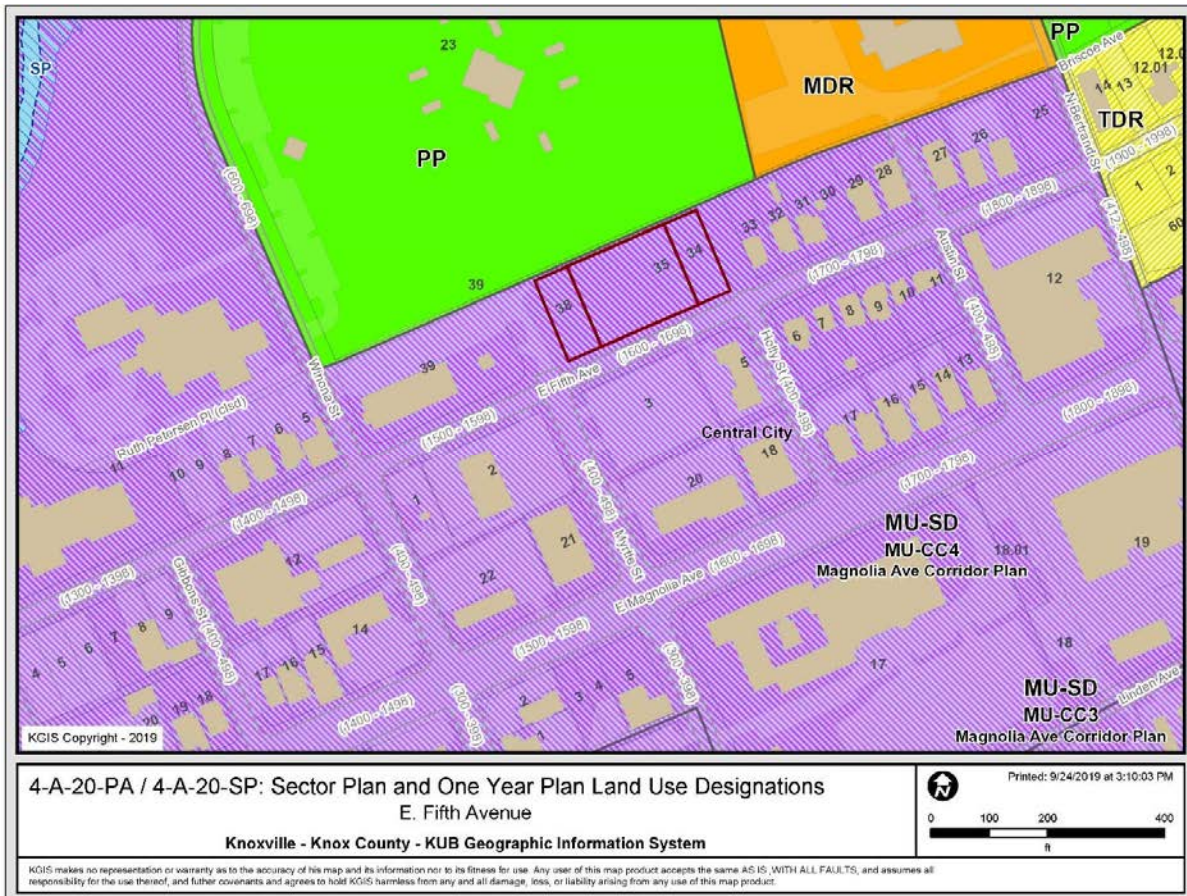 SP
23
PP
MDR
PP
Briscoe Ave
12.0
12.01
14
13
TDR
(1900 - 1998)
1
2
60
N Bertrand St
(412 - 498)
25
26
27
(1800 - 1898)
28
29
30
31
32
33
(1700 - 1798)
34
35
38
39
(600 - 698)
Winona St
39
E. Fifth Ave
(1600 - 1698)
(1500 - 1598)
Austin St
(400 - 498)
12
11
10
9
8
7
6
5
Holly St (400 - 498)
3
Central City
13
14
15
16
17
18
20
(1800 - 1898)
(1700 - 1798)
Ruth Petersen Pl (clsd)
11
10
9
8
7
6
5
(1400 - 1498)
(1300 - 1398)
1
2
21
22
(400 - 498)
(400 - 498)
Myrtle St
E Magnolia Ave
(1600 - 1698)
(1500 - 1598)
MU-SD
MU-CC4
Magnolia Ave Corridor Plan
18.01
19
12
Gibbons St (400 - 498)
4
5
6
7
8
9
14
15
16
17
18
19
20
(1400 - 1498)
(300 - 398)
2
1
3
4
5
(300 - 398)
17
18
Linden Ave
MU-SD
MU-CC3
Magnolia Ave Corridor Plan
KGIS Copyright - 2019
4-A-20-PA / 4-A-20-SP: Sector Plan and One Year Plan Land Use Designations
E. Fifth Avenue
Knoxville - Knox County - KUB Geographic Information System
N
Printed: 9/24/2019 at 3:10:03 PM
0 100 200 400
ft
KGIS makes no representation or warranty as to the accuracy of his map and its information nor to its fitness for use. Any user of this map product accepts the same AS IS, WITH ALL FAULTS, and assumes all
responsibility for the use thereof, and futher covenants and agrees to hold KGIS harmless from any and all damage, loss, or liability arising from any use of this map product.